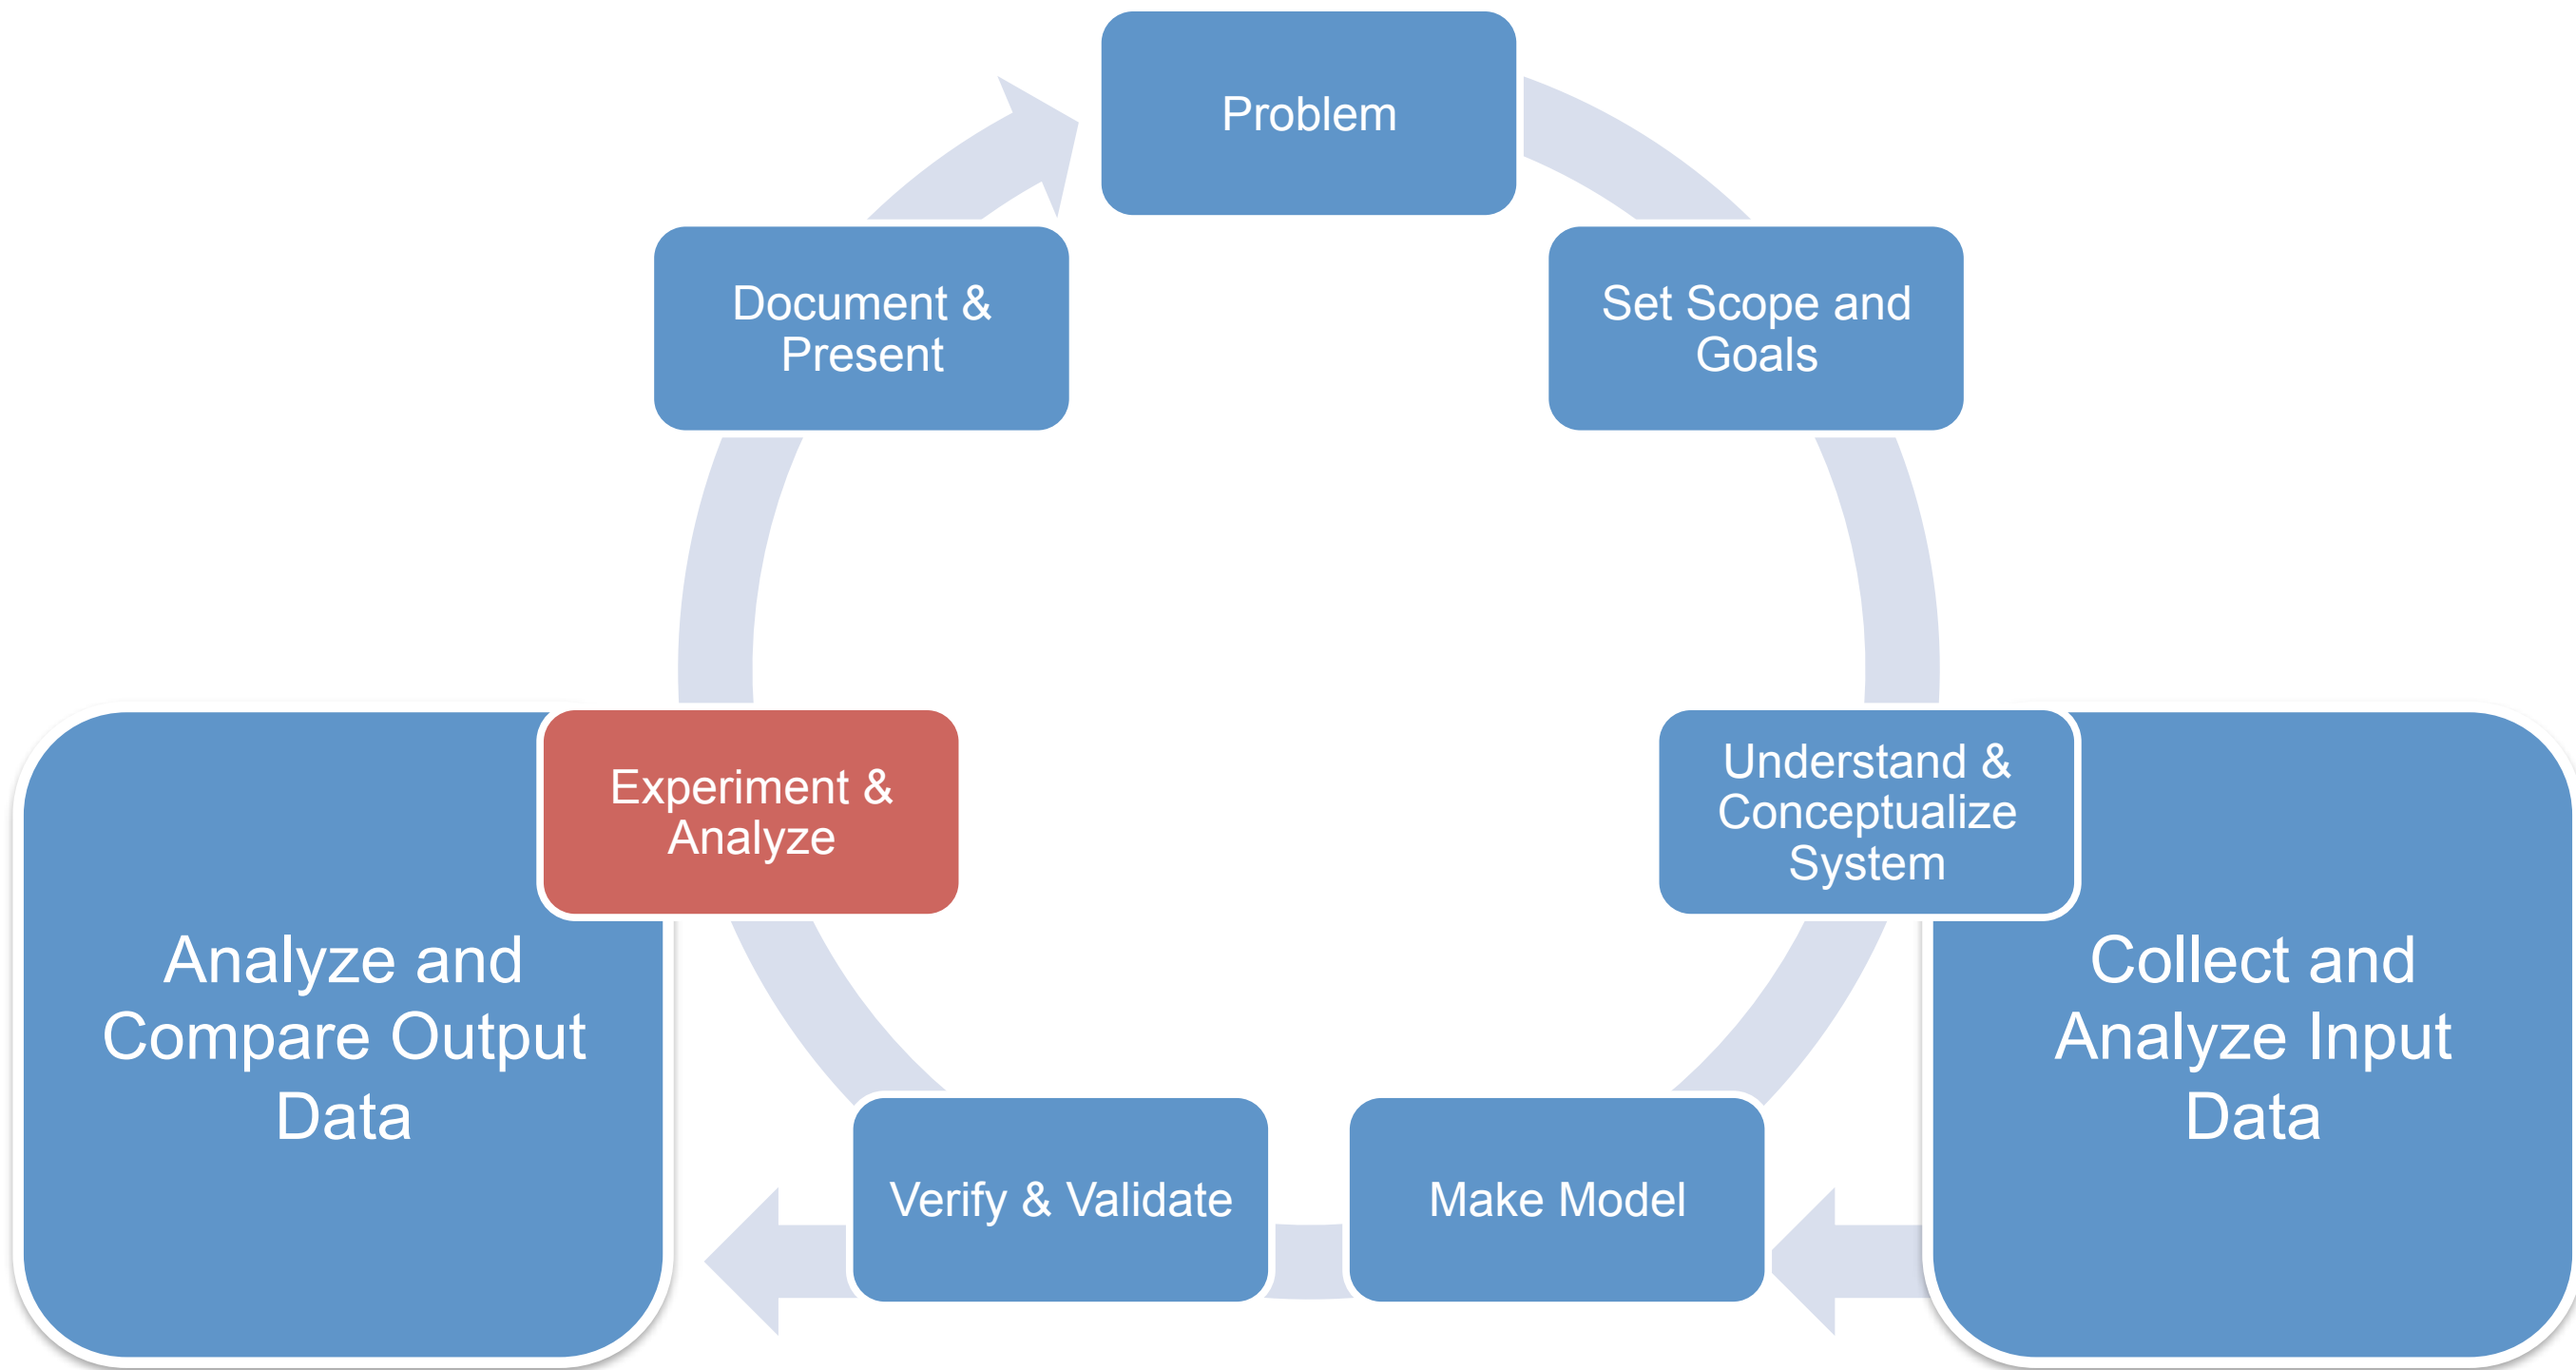 Problem
Set Scope and
Goals
Understand &
Conceptualize
System
Collect and
Analyze Input
Data
Make Model
Verify & Validate
Analyze and
Compare Output
Data
Experiment &
Analyze
Document &
Present